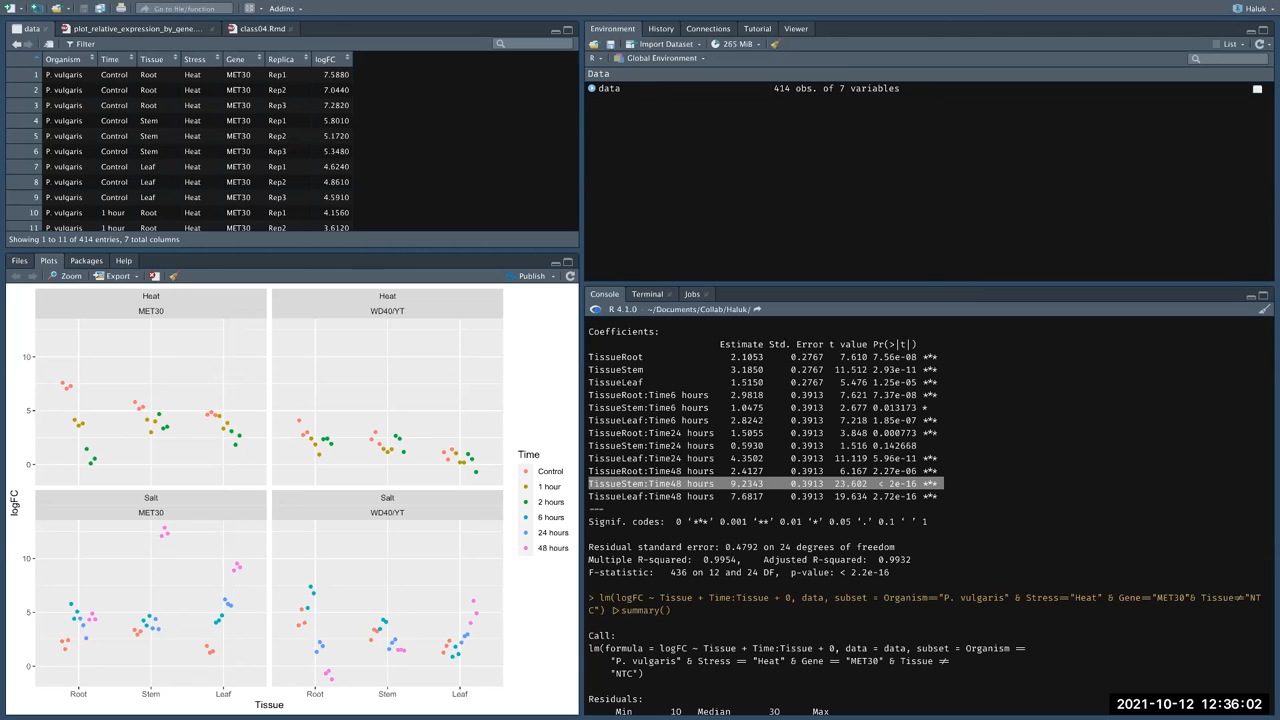 Go to file/function
Addins
Haluk
data
plot_relative_expression_by_gene....
class04.Rmd
Filter
Organism Time Tissue Stress Gene Replica logFC
1 P. vulgaris Control Root Heat MET30 Rep1 7.5880
2 P. vulgaris Control Root Heat MET30 Rep2 7.0440
3 P. vulgaris Control Root Heat MET30 Rep3 7.2820
4 P. vulgaris Control Stem Heat MET30 Rep1 5.8010
5 P. vulgaris Control Stem Heat MET30 Rep2 5.1720
6 P. vulgaris Control Stem Heat MET30 Rep3 5.3480
7 P. vulgaris Control Leaf Heat MET30 Rep1 4.6240
8 P. vulgaris Control Leaf Heat MET30 Rep2 4.8610
9 P. vulgaris Control Leaf Heat MET30 Rep3 4.5910
10 P. vulgaris 1 hour Root Heat MET30 Rep1 4.1560
11 P. vulgaris 1 hour Root Heat MET30 Rep2 3.6120
Showing 1 to 11 of 414 entries, 7 total columns
Files Plots Packages Help
Zoom Export Publish
Heat Heat
MET30 WD40/YT
10
5
0
Salt Salt
MET30 WD40/YT
10
5
0
logFC
Root Stem Leaf Root Stem Leaf
Tissue
Time
Control
1 hour
2 hours
6 hours
24 hours
48 hours
Environment History Connections Tutorial Viewer
Import Dataset 265 MiB List
R Global Environment
Data
data 414 obs. of 7 variables
Console Terminal Jobs
R 4.1.0 · ~/Documents/Collab/Haluk/
Coefficients:
Estimate Std. Error t value Pr(>|t|)
TissueRoot 2.1053 0.2767 7.610 7.56e-08 ***
TissueStem 3.1850 0.2767 11.512 2.93e-11 ***
TissueLeaf 1.5150 0.2767 5.476 1.25e-05 ***
TissueRoot:Time6 hours 2.9818 0.3913 7.621 7.37e-08 ***
TissueStem:Time6 hours 1.0475 0.3913 2.677 0.013173 *
TissueLeaf:Time6 hours 2.8242 0.3913 7.218 1.85e-07 ***
TissueRoot:Time24 hours 1.5055 0.3913 3.848 0.000773 ***
TissueStem:Time24 hours 0.5930 0.3913 1.516 0.142668
TissueLeaf:Time24 hours 4.3502 0.3913 11.119 5.96e-11 ***
TissueRoot:Time48 hours 2.4127 0.3913 6.167 2.27e-06 ***
TissueStem:Time48 hours 9.2343 0.3913 23.602 < 2e-16 ***
TissueLeaf:Time48 hours 7.6817 0.3913 19.634 2.72e-16 ***
---
Signif. codes: 0 ‘***’ 0.001 ‘**’ 0.01 ‘*’ 0.05 ‘.’ 0.1 ‘ ’ 1
Residual standard error: 0.4792 on 24 degrees of freedom
Multiple R-squared: 0.9954, Adjusted R-squared: 0.9932
F-statistic: 436 on 12 and 24 DF, p-value: < 2.2e-16
> lm(logFC ~ Tissue + Time:Tissue + 0, data, subset = Organism=="P. vulgaris" & Stress=="Heat" & Gene=="MET30"& Tissue!="NT
C") |>summary()
Call:
lm(formula = logFC ~ Tissue + Time:Tissue + 0, data = data, subset = Organism ==
"P. vulgaris" & Stress == "Heat" & Gene == "MET30" & Tissue !=
"NTC")
Residuals:
Min 1Q Median 3Q Max
2021-10-12 12:36:02